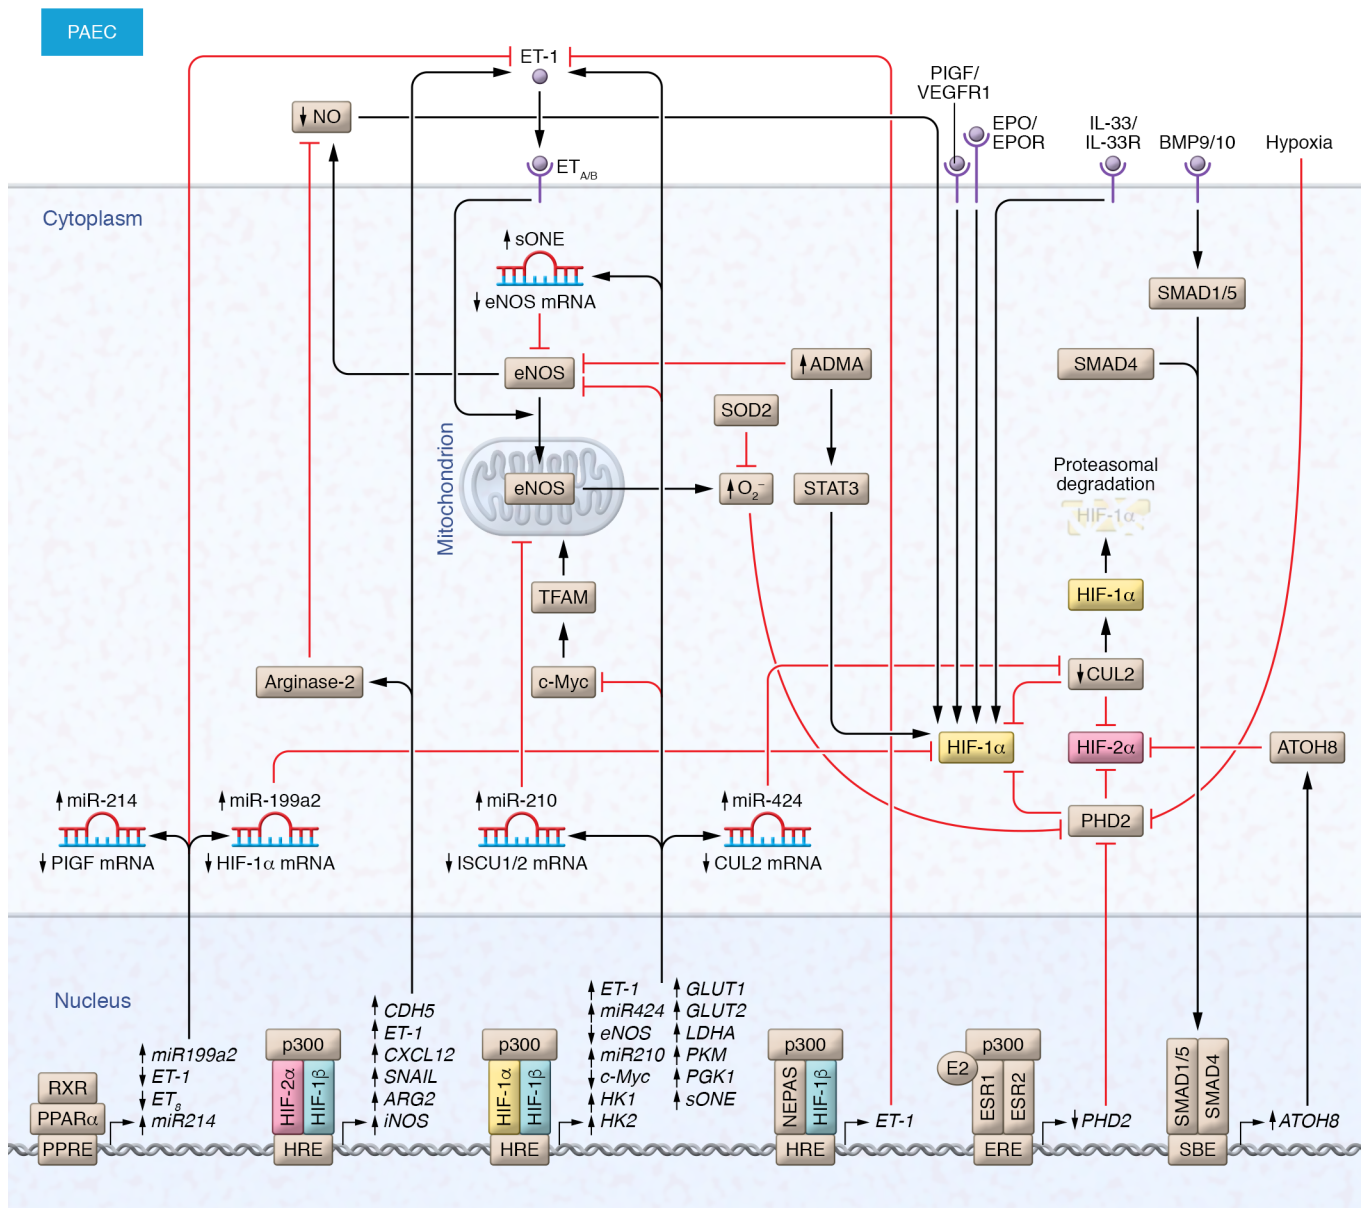 PAEC
ET-1
NO
PIGF/
VEGFR1
EPO/
EPOR
IL-33/
IL-33R
BMP9/10
Hypoxia
ETA/B
Cytoplasm
sONE
eNOS mRNA
SMAD1/5
eNOS
ADMA
SMAD4
SOD2
Mitochondrion
Proteasomal
degradation
HIF-1α
eNOS
O2−
STAT3
TFAM
HIF-1α
Arginase-2
c-Myc
CUL2
HIF-1α
HIF-2α
ATOH8
miR-214
PIGF mRNA
miR-199a2
HIF-1α mRNA
miR-210
ISCU1/2 mRNA
miR-424
CUL2 mRNA
PHD2
Nucleus
RXR
PPARα
PPRE
miR199a2
ET-1
ETB
miR214
p300
HIF-2α
HIF-1β
HRE
CDH5
ET-1
CXCL12
SNAIL
ARG2
iNOS
p300
HIF-1α
HIF-1β
HRE
ET-1
miR424
eNOS
miR210
c-Myc
HK1
HK2
GLUT1
GLUT2
LDHA
PKM
PGK1
sONE
p300
NEPAS
HIF-1β
HRE
ET-1
p300
E2
ESR1
ESR2
ERE
PHD2
SMAD1/5
SMAD4
SBE
ATOH8